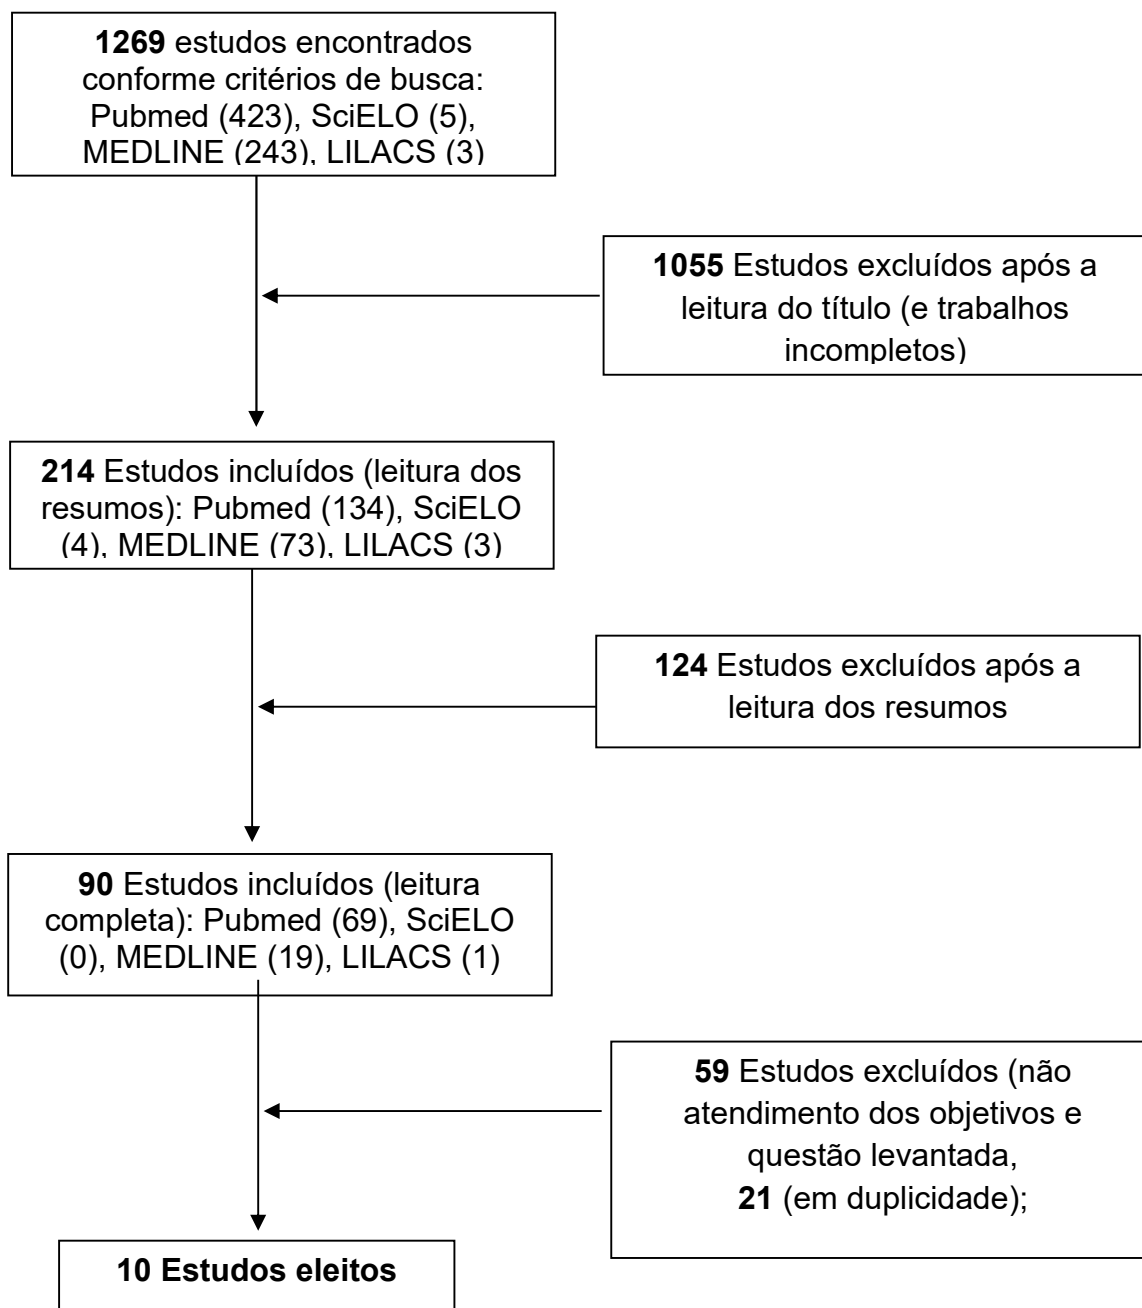 1269 estudos encontrados
conforme critérios de busca:
Pubmed (423), SciELO (5),
MEDLINE (243), LILACS (3)
1055 Estudos excluídos após a
leitura do título (e trabalhos
incompletos)
214 Estudos incluídos (leitura dos
resumos): Pubmed (134), SciELO
(4), MEDLINE (73), LILACS (3)
124 Estudos excluídos após a
leitura dos resumos
90 Estudos incluídos (leitura
completa): Pubmed (69), SciELO
(0), MEDLINE (19), LILACS (1)
59 Estudos excluídos (não
atendimento dos objetivos e
questão levantada,
21 (em duplicidade);
10 Estudos eleitos